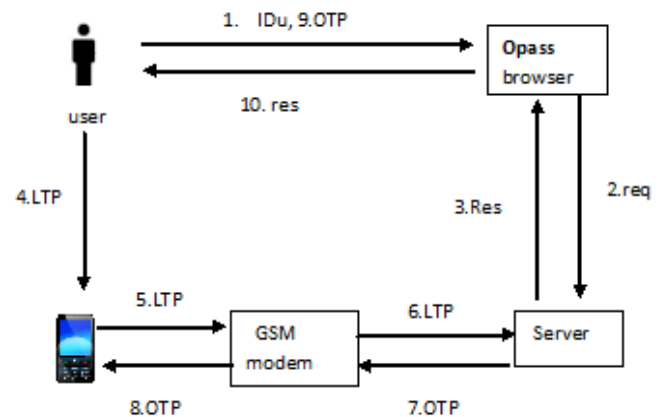 1. IDu, 9.OTP
Opass
browser
10. res
user
4.LTP
3.Res
2.req
5.LTP
GSM
modem
6.LTP
Server
8.OTP
7.OTP